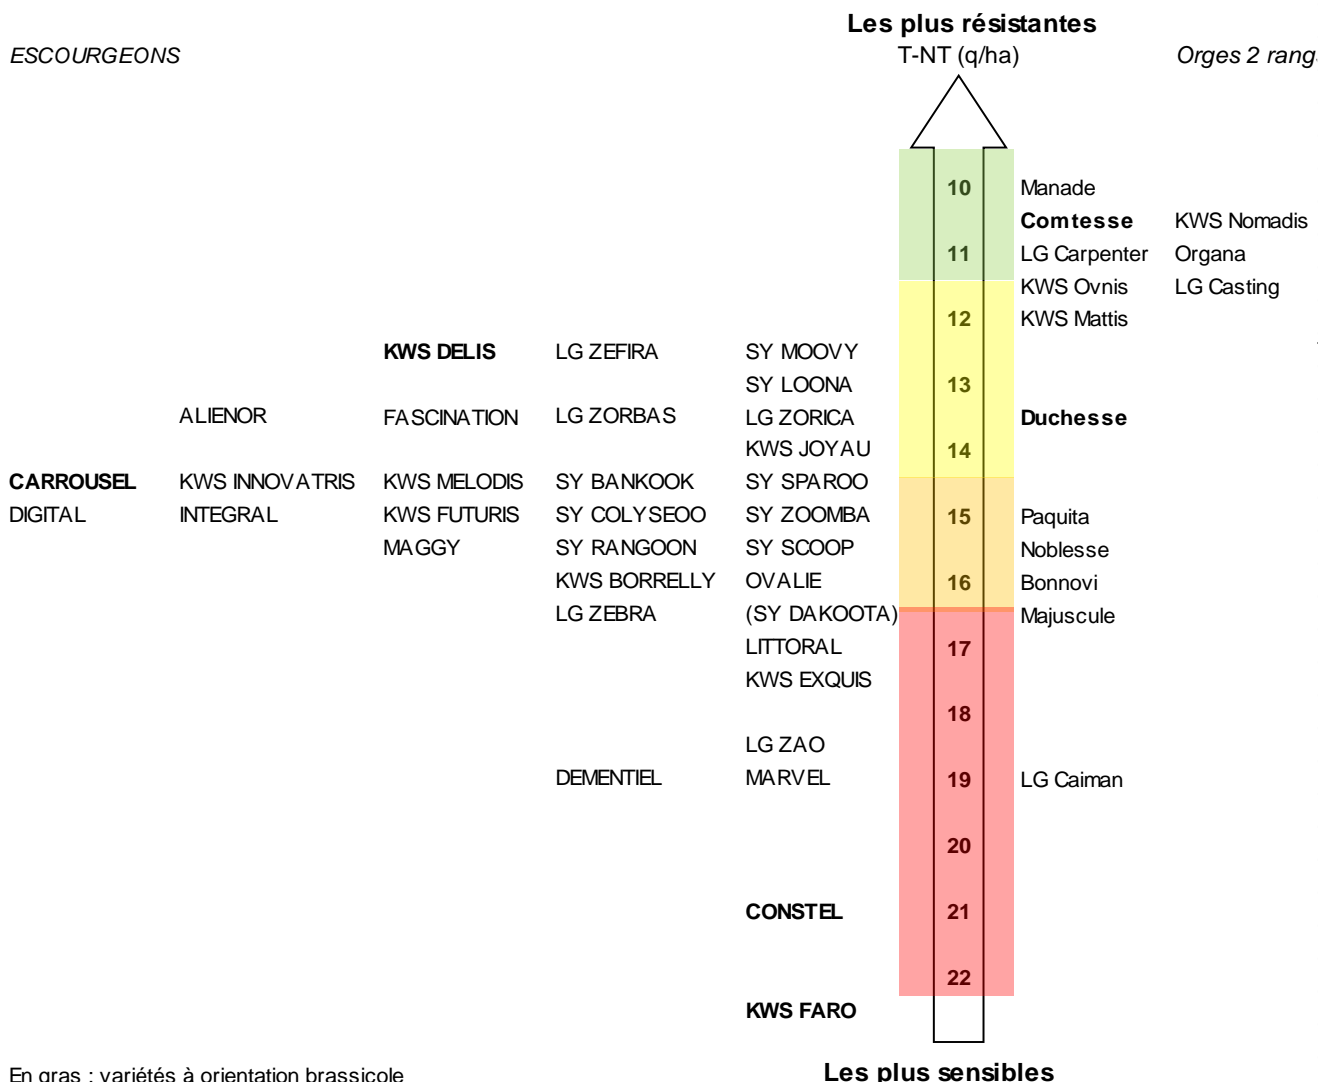 Les plus résistantes
ESCOURGEONS T-NT (q/ha) Orges 2 rangs
10 Manade
Comtesse KWS Nomadis
11 LG Carpenter Organa
KWS Ovnis LG Casting
12 KWS Mattis
KWS DELIS LG ZEFIRA SY MOOVY
SY LOONA 13
ALIENOR FASCINATION LG ZORBAS LG ZORICA Duchesse
KWS JOYAU 14
CARROUSEL KWS INNOVATRIS KWS MELODIS SY BANKOOK SY SPAROO
DIGITAL INTEGRAL KWS FUTURIS SY COLYSEOO SY ZOOMBA 15 Paquita
MAGGY SY RANGOON SY SCOOP Noblesse
KWS BORRELLY OVALIE 16 Bonnovi
LG ZEBRA (SY DAKOOTA) Majuscule
LITTORAL 17
KWS EXQUIS
18
LG ZAO
DEMENTIEL MARVEL 19 LG Caiman
20
CONSTEL 21
22
KWS FARO
En gras : variétés à orientation brassicole Les plus sensibles